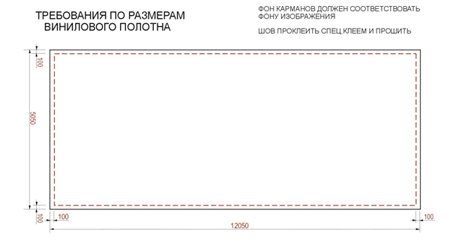 ТРЕБОВАНИЯ ПО РАЗМЕРАМ
ВИНИЛОВОГО ПОЛОТНА
ФОН КАРМАНОВ ДОЛЖЕН СООТВЕТСТВОВАТЬ
ФОНУ ИЗОБРАЖЕНИЯ
ШОВ ПРОКЛЕИТЬ СПЕЦ КЛЕЕМ И ПРОШИТЬ
100
5050
100
100
100
12050